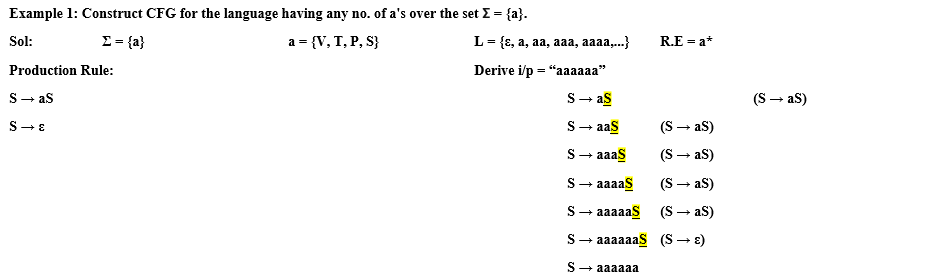 Example 1: Construct CFG for the language having any no. of a's over the set Σ = {a}.
Sol: Σ = {a} a = {V, T, P, S} L = {ε, a, aa, aaa, aaaa,...} R.E = a*
Production Rule: Derive i/p = “aaaaaa”
S → aS S → aS (S → aS)
S → ε S → aaS (S → aS)
S → aaaS (S → aS)
S → aaaaS (S → aS)
S → aaaaaS (S → aS)
S → aaaaaaS (S → ε)
S → aaaaaa